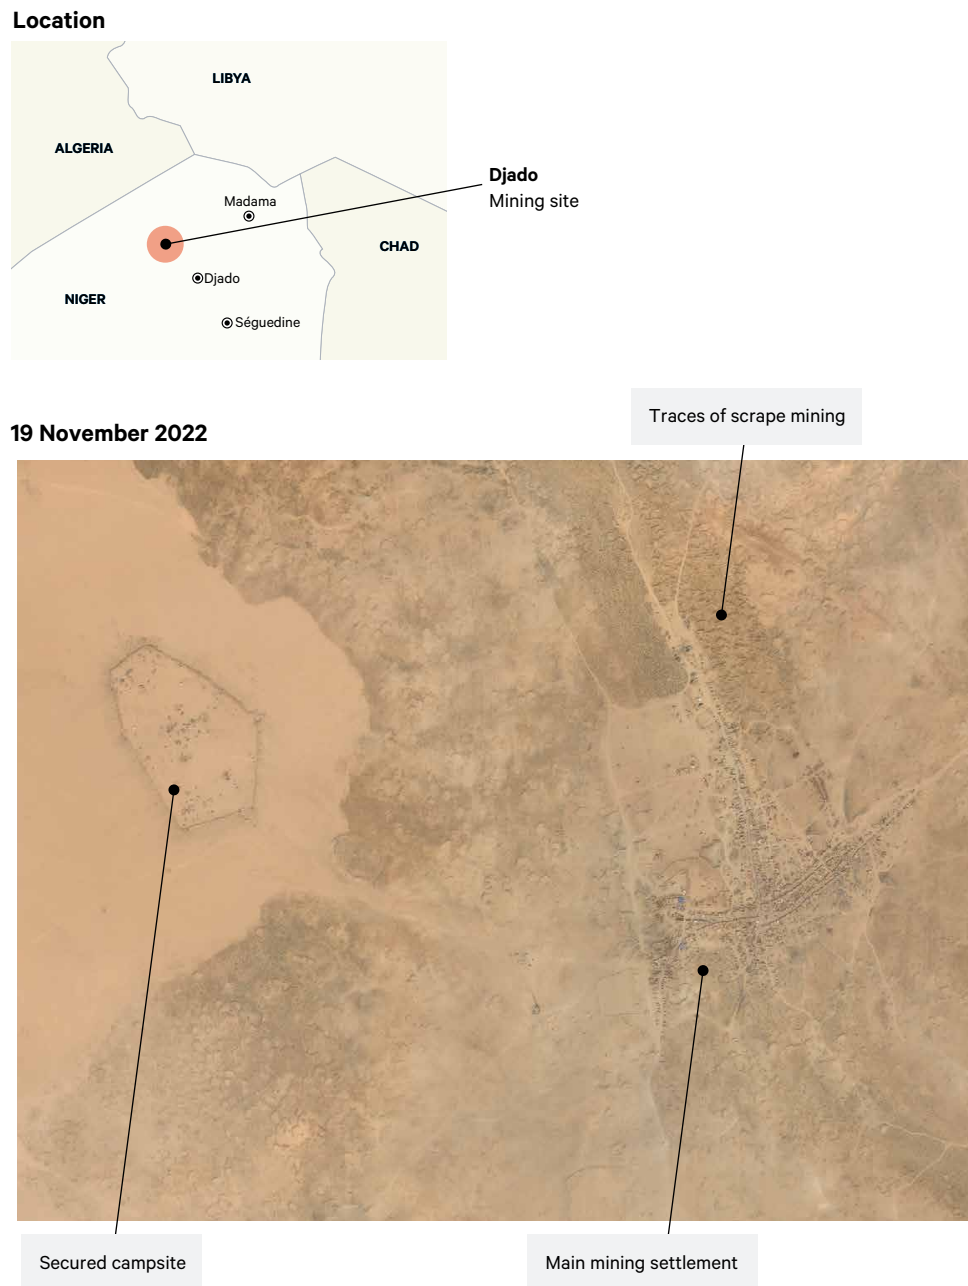 Location
LIBYA
ALGERIA
Djado
Mining site
Madama
CHAD
Djado
NIGER
Séguedine
Traces of scrape mining
19 November 2022
Secured campsite
Main mining settlement